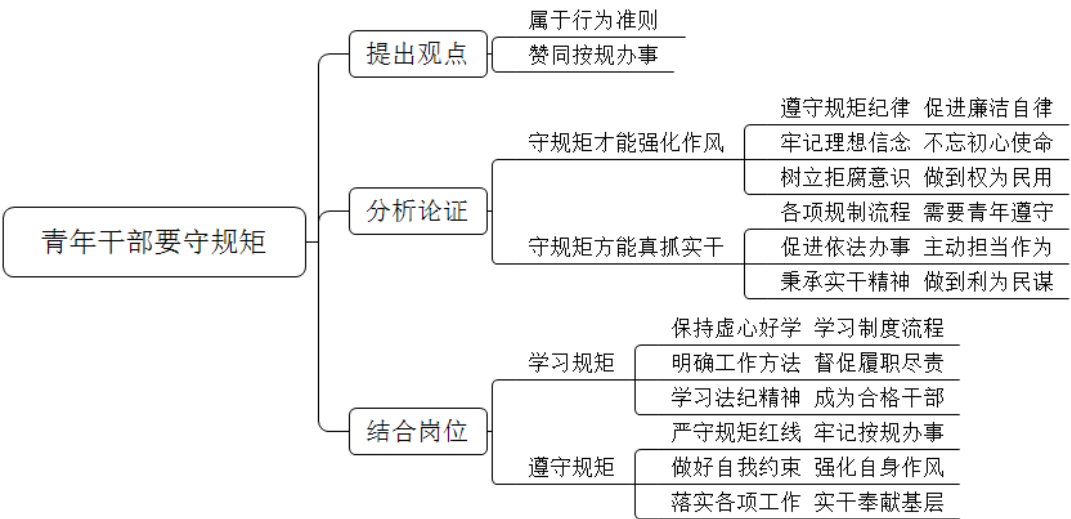 青年干部要守规矩
提出观点
属于行为准则
赞同按规办事
分析论证
守规矩才能强化作风
遵守规矩纪律 促进廉洁自律
牢记理想信念 不忘初心使命
树立拒腐意识 做到权为民用
守规矩方能真抓实干
各项规制流程 需要青年遵守
促进依法办事 主动担当作为
秉承实干精神 做到利为民谋
结合岗位
学习规矩
保持虚心好学 学习制度流程
明确工作方法 督促履职尽责
学习法纪精神 成为合格干部
遵守规矩
严守规矩红线 牢记按规办事
做好自我约束 强化自身作风
落实各项工作 实干奉献基层